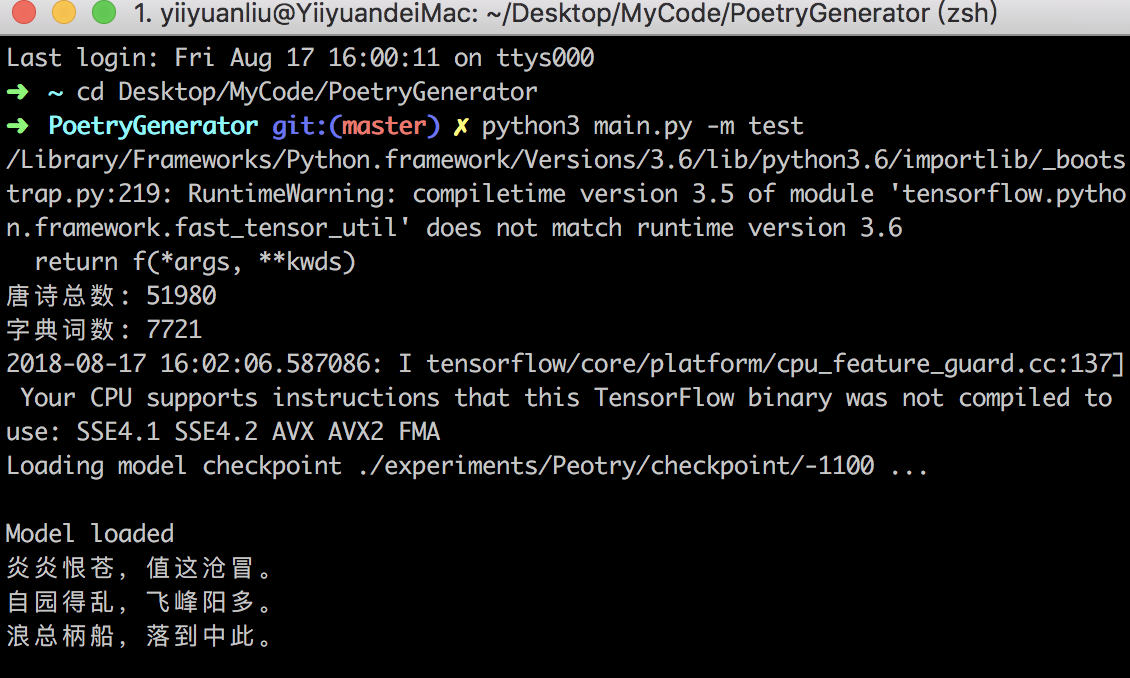 1. yiiyuanliu@YiiyuandeiMac: ~/Desktop/MyCode/PoetryGenerator (zsh)
Last login: Fri Aug 17 16:00:11 on ttys000
➜  ~ cd Desktop/MyCode/PoetryGenerator
➜  PoetryGenerator git:(master) ✗ python3 main.py -m test
/Library/Frameworks/Python.framework/Versions/3.6/lib/python3.6/importlib/_boots
trap.py:219: RuntimeWarning: compiletime version 3.5 of module 'tensorflow.pytho
n.framework.fast_tensor_util' does not match runtime version 3.6
  return f(*args, **kwds)
唐诗总数: 51980
字典词数: 7721
2018-08-17 16:02:06.587086: I tensorflow/core/platform/cpu_feature_guard.cc:137]
 Your CPU supports instructions that this TensorFlow binary was not compiled to
use: SSE4.1 SSE4.2 AVX AVX2 FMA
Loading model checkpoint ./experiments/Peotry/checkpoint/-1100 ...
Model loaded
炎炎恨苍，值这沧冒。
自园得乱，飞峰阳多。
浪总柄船，落到中此。